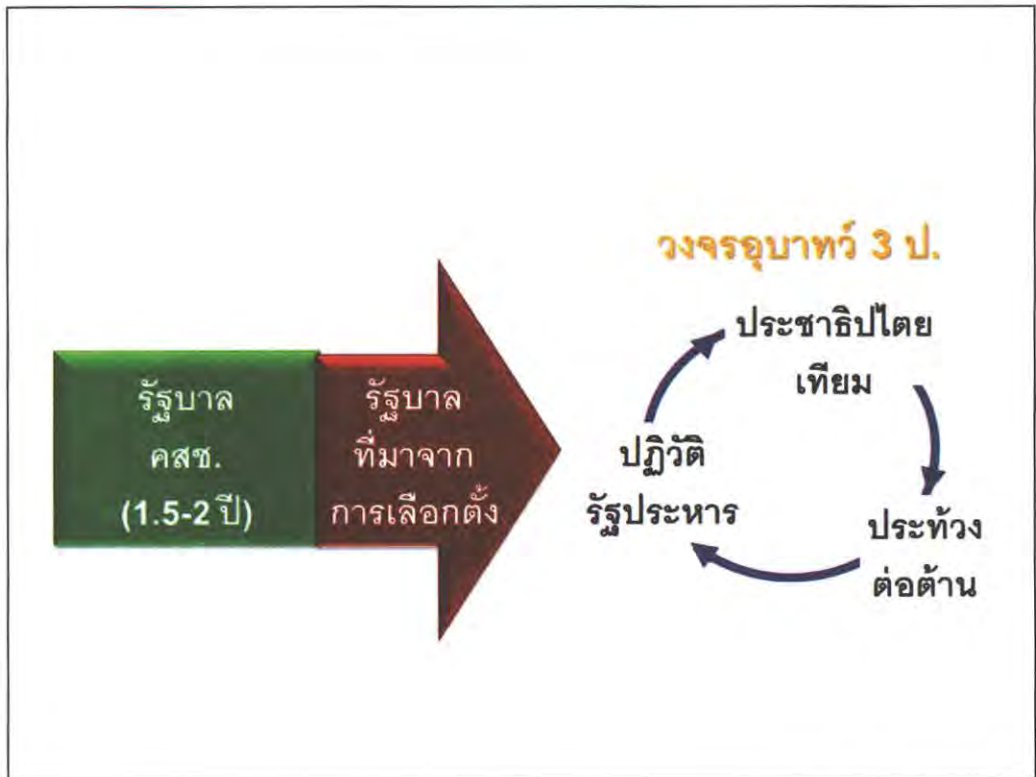 รัฐบาล
คสช.
(1.5-2 ปี)
รัฐบาล
ที่มาจาก
การเลือกตั้ง
วงจรอุบาทว์ 3 ป.
ประชาธิปไตย
เทียม
ประท้วง
ต่อต้าน
ปฏิวัติ
รัฐประหาร